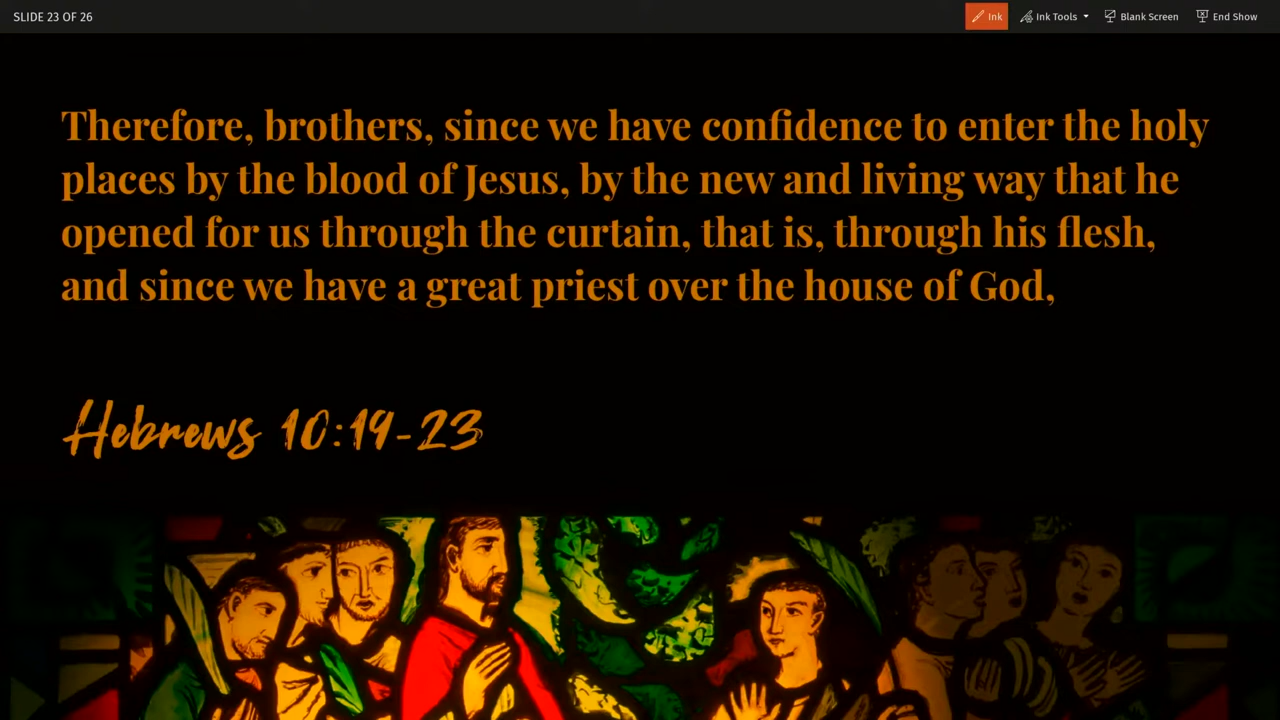 SLIDE 23 OF 26
Ink
Ink Tools
Blank Screen
End Show
Therefore, brothers, since we have confidence to enter the holy
places by the blood of Jesus, by the new and living way that he
opened for us through the curtain, that is, through his flesh,
and since we have a great priest over the house of God,
Hebrews 10:19-23